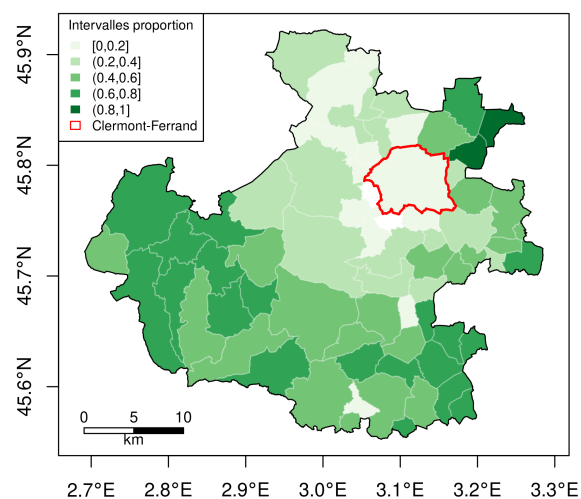 Intervalles proportion
[0,0.2]
(0.2,0.4]
(0.4,0.6]
(0.6,0.8]
(0.8,1]
Clermont-Ferrand
45.9°N
45.8°N
45.7°N
45.6°N
0 5 10
km
2.7°E 2.8°E 2.9°E 3.0°E 3.1°E 3.2°E 3.3°E